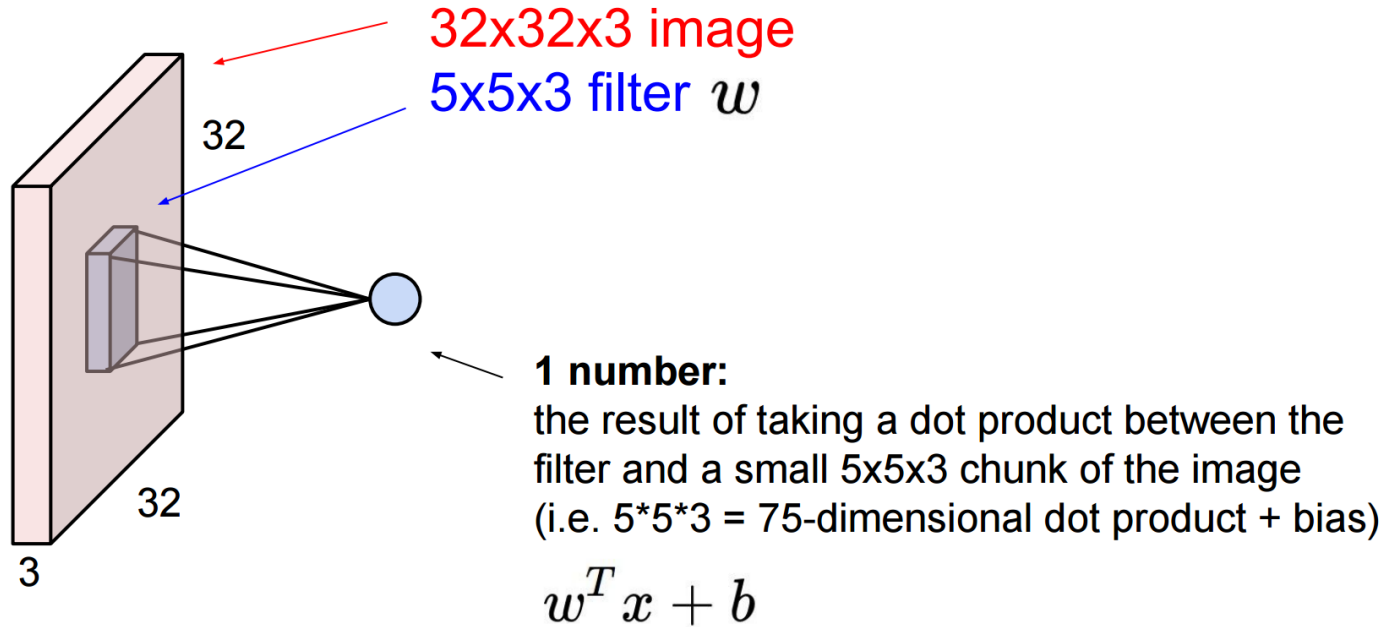 32x32x3 image
5x5x3 filter w
32
32
3
1 number:
the result of taking a dot product between the
filter and a small 5x5x3 chunk of the image
(i.e. 5*5*3 = 75-dimensional dot product + bias)
w^T x + b